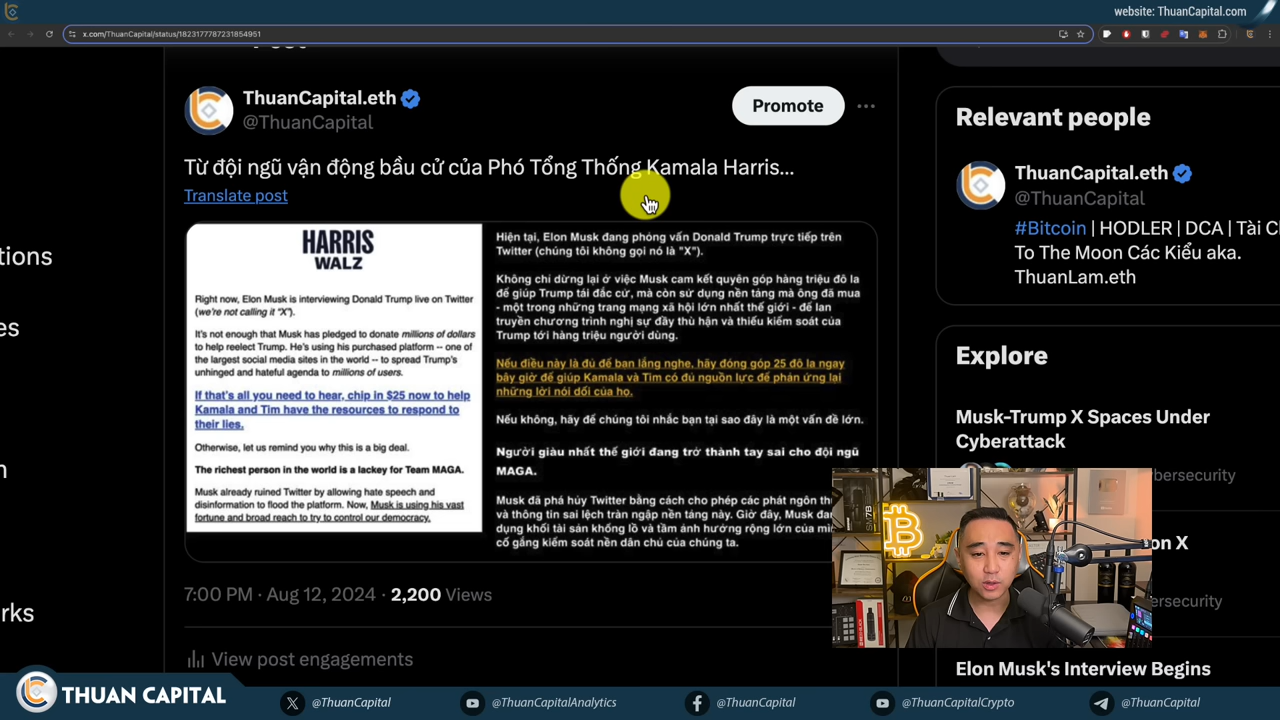 website: ThuanCapital.com
x.com/ThuanCapital/status/1823177787231854951
Post
ThuanCapital.eth
@ThuanCapital
Promote
Từ đội ngũ vận động bầu cử của Phó Tổng Thống Kamala Harris...
Translate post
HARRIS
WALZ
Right now, Elon Musk is interviewing Donald Trump live on Twitter
(we're not calling it "X").
It's not enough that Musk has pledged to donate millions of dollars
to help reelect Trump. He's using his purchased platform -- one of
the largest social media sites in the world -- to spread Trump's
unhinged and hateful agenda to millions of users.
If that's all you need to hear, chip in $25 now to help
Kamala and Tim have the resources to respond to
their lies.
Otherwise, let us remind you why this is a big deal.
The richest person in the world is a lackey for Team MAGA.
Musk already ruined Twitter by allowing hate speech and
disinformation to flood the platform. Now, Musk is using his vast
fortune and broad reach to try to control our democracy.
Hiện tại, Elon Musk đang phỏng vấn Donald Trump trực tiếp trên
Twitter (chúng tôi không gọi nó là "X").
Không chỉ dừng lại ở việc Musk cam kết quyên góp hàng triệu đô la
để giúp Trump tái đắc cử, mà còn sử dụng nền tảng mà ông đã mua
- một trong những trang mạng xã hội lớn nhất thế giới - để lan
truyền chương trình nghị sự đầy thù hận và thiếu kiểm soát của
Trump tới hàng triệu người dùng.
Nếu điều này là đủ để bạn lắng nghe, hãy đóng góp 25 đô la ngay
bây giờ để giúp Kamala và Tim có đủ nguồn lực để phản ứng lại
những lời nói dối của họ.
Nếu không, hãy để chúng tôi nhắc bạn tại sao đây là một vấn đề lớn.
Người giàu nhất thế giới đang trở thành tay sai cho đội ngũ
MAGA.
Musk đã phá hủy Twitter bằng cách cho phép các phát ngôn
và thông tin sai lệch tràn ngập nền tảng này. Giờ đây, Musk
dụng khối tài sản khổng lồ và tầm ảnh hưởng rộng lớn của
cố gắng kiểm soát nền dân chủ của chúng ta.
7:00 PM · Aug 12, 2024 · 2,200 Views
View post engagements
Relevant people
ThuanCapital.eth
@ThuanCapital
#Bitcoin | HODLER | DCA | Tài C
To The Moon Các Kiểu aka.
ThuanLam.eth
Explore
Musk-Trump X Spaces Under
Cyberattack
bersecurity
on X
ersecurity
Elon Musk's Interview Begins
tions
es
rks
SM7B
THUAN CAPITAL
@ThuanCapital
@ThuanCapitalAnalytics
@ThuanCapital
@ThuanCapitalCrypto
@ThuanCapital